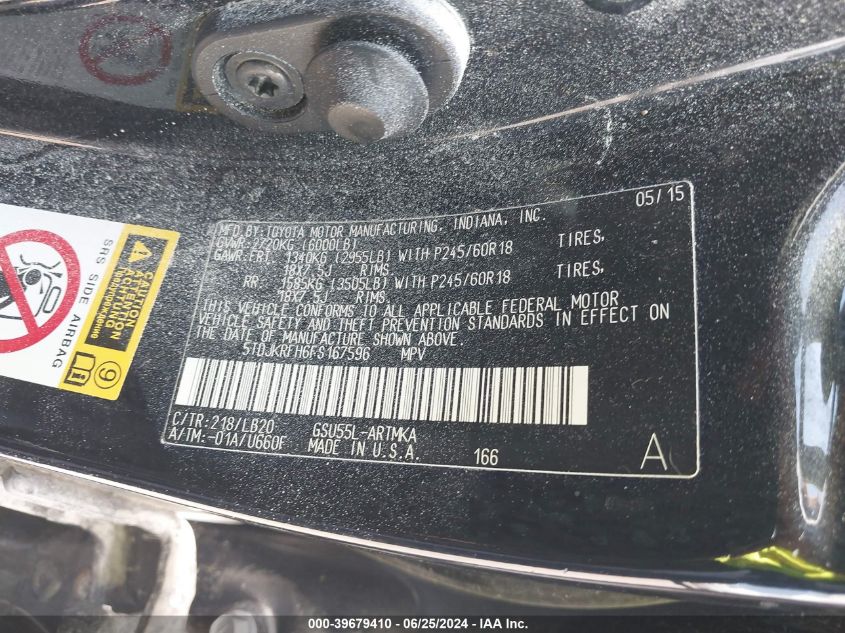 MFD.BY:TOYOTA MOTOR MANUFACTURING, INDIANA, INC. 05/15
GVWR:2720KG (6000LB)
GAWR:FRT. 1340KG (2955LB) WITH P245/60R18 TIRES,
18X7.5J RIMS,
RR. 1585KG (3505LB) WITH P245/60R18 TIRES,
18X7.5J RIMS,
THIS VEHICLE CONFORMS TO ALL APPLICABLE FEDERAL MOTOR
VEHICLE SAFETY AND THEFT PREVENTION STANDARDS IN EFFECT ON
THE DATE OF MANUFACTURE SHOWN ABOVE.
5TDJKRFH6FS167596 MPV
C/TR:218/LB20 GSU55L-ARTMKA
A/TM:-01A/U660F MADE IN U.S.A. 166 A
SRS SIDE AIRBAG
CAUTION
ATTENTION
ACHTUNG
ПРЕДУПРЕЖДЕНИЕ
9
000-39679410 - 06/25/2024 - IAA Inc.